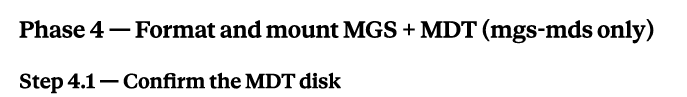 Phase 4 — Format and mount MGS + MDT (mgs-mds only)
Step 4.1 — Confirm the MDT disk